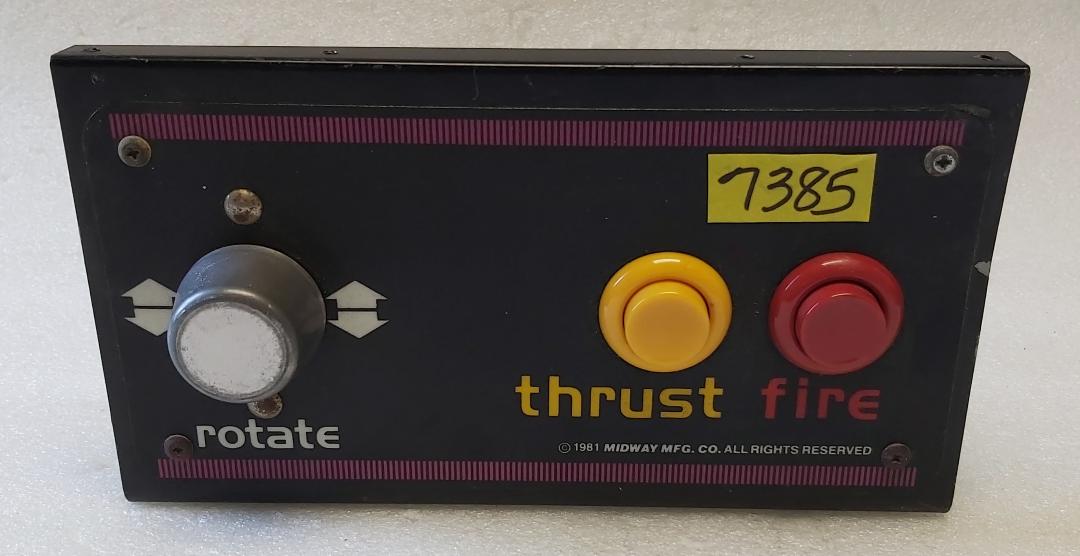 7385
thrust fire
rotate
© 1981 MIDWAY MFG. CO. ALL RIGHTS RESERVED